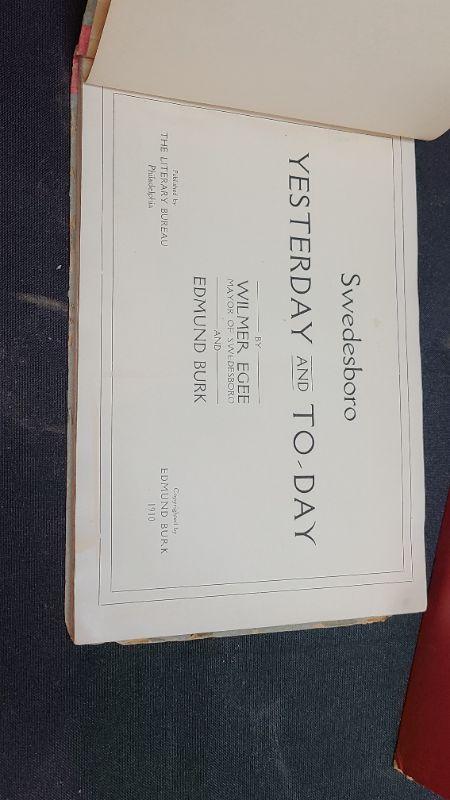 Swedesboro
YESTERDAY AND TO-DAY
BY
WILMER EGEE
MAYOR OF SWEDESBORO
AND
EDMUND BURK
Published by
THE LITERARY BUREAU
Philadelphia
Copyrighted by
EDMUND BURK
1910